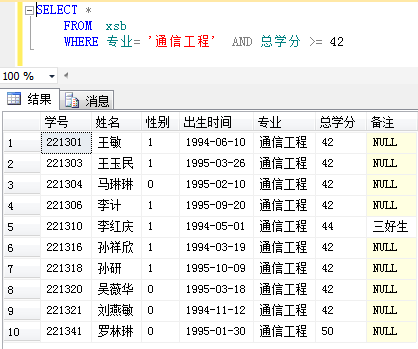 SELECT *
FROM xsb
WHERE 专业= '通信工程' AND 总学分 >= 42
100 %
结果 消息
学号 姓名 性别 出生时间 专业 总学分 备注
1 221301 王敏 1 1994-06-10 通信工程 42 NULL
2 221303 王玉民 1 1995-03-26 通信工程 42 NULL
3 221304 马琳琳 0 1995-02-10 通信工程 42 NULL
4 221306 李计 1 1995-09-20 通信工程 42 NULL
5 221310 李红庆 1 1994-05-01 通信工程 44 三好生
6 221316 孙祥欣 1 1994-03-19 通信工程 42 NULL
7 221318 孙研 1 1995-10-09 通信工程 42 NULL
8 221320 吴薇华 0 1995-03-18 通信工程 42 NULL
9 221321 刘燕敏 0 1994-11-12 通信工程 42 NULL
10 221341 罗林琳 0 1995-01-30 通信工程 50 NULL